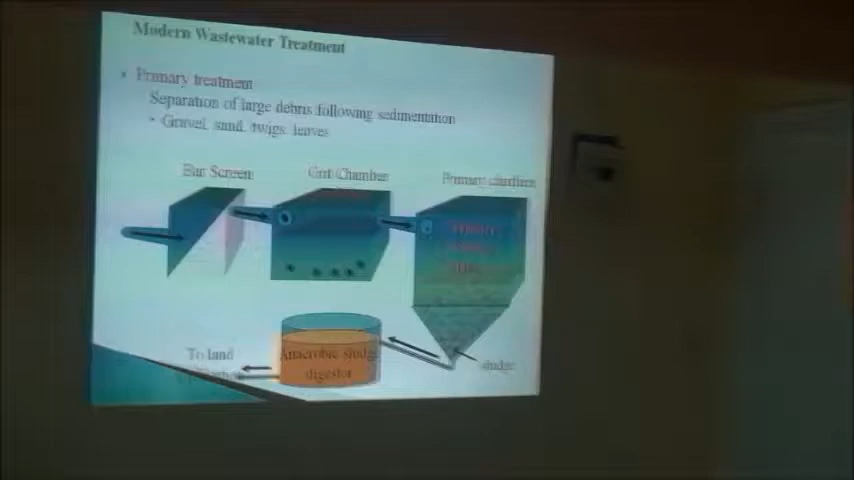 Modern Wastewater Treatment
• Primary treatment
Separation of large debris following sedimentation
• Gravel, sand, twigs, leaves
Bar Screen
Grit Chamber
Primary clarifiers
To land
Anaerobic sludge
digestor
sludge